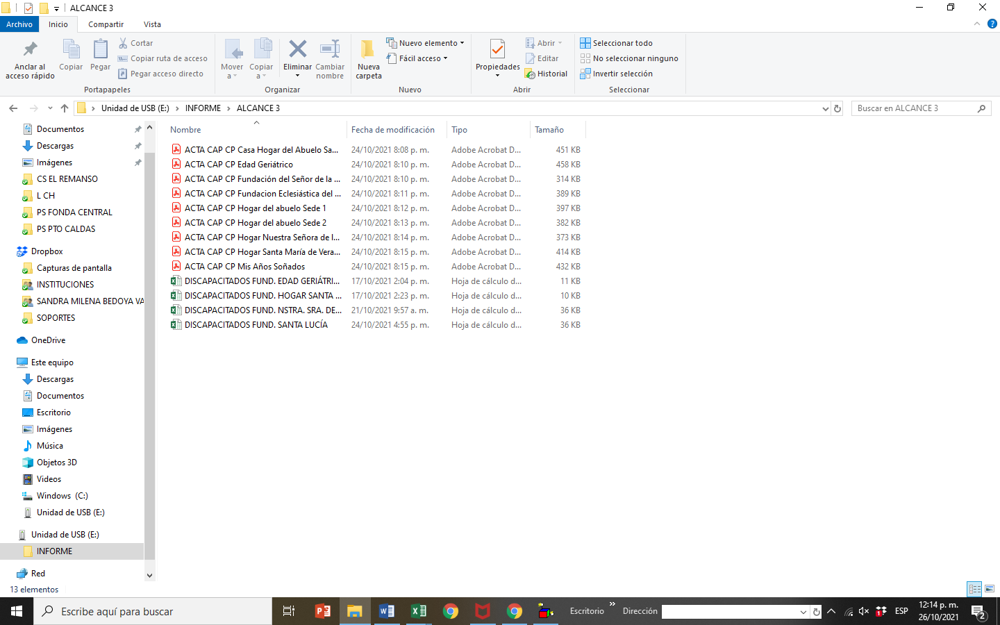 ALCANCE 3
Archivo Inicio Compartir Vista
Anclar al acceso rápido
Copiar
Pegar
Cortar
Copiar ruta de acceso
Pegar acceso directo
Portapapeles
Mover a
Copiar a
Eliminar
Cambiar nombre
Organizar
Nueva carpeta
Nuevo elemento
Fácil acceso
Nuevo
Propiedades
Abrir
Editar
Historial
Abrir
Seleccionar todo
No seleccionar ninguno
Invertir selección
Seleccionar
Unidad de USB (E:) INFORME ALCANCE 3
Buscar en ALCANCE 3
Documentos
Descargas
Imágenes
CS EL REMANSO
L CH
PS FONDA CENTRAL
PS PTO CALDAS
Dropbox
Capturas de pantalla
INSTITUCIONES
SANDRA MILENA BEDOYA VA
SOPORTES
OneDrive
Este equipo
Descargas
Documentos
Escritorio
Imágenes
Música
Objetos 3D
Videos
Windows (C:)
Unidad de USB (E:)
Unidad de USB (E:)
INFORME
Red
Nombre Fecha de modificación Tipo Tamaño
ACTA CAP CP Casa Hogar del Abuelo Sa... 24/10/2021 8:08 p. m. Adobe Acrobat D... 451 KB
ACTA CAP CP Edad Geriátrico 24/10/2021 8:10 p. m. Adobe Acrobat D... 458 KB
ACTA CAP CP Fundación del Señor de la ... 24/10/2021 8:10 p. m. Adobe Acrobat D... 314 KB
ACTA CAP CP Fundacion Eclesiástica del ... 24/10/2021 8:11 p. m. Adobe Acrobat D... 389 KB
ACTA CAP CP Hogar del abuelo Sede 1 24/10/2021 8:12 p. m. Adobe Acrobat D... 397 KB
ACTA CAP CP Hogar del abuelo Sede 2 24/10/2021 8:13 p. m. Adobe Acrobat D... 382 KB
ACTA CAP CP Hogar Nuestra Señora de l... 24/10/2021 8:14 p. m. Adobe Acrobat D... 373 KB
ACTA CAP CP Hogar Santa María de Vera... 24/10/2021 8:15 p. m. Adobe Acrobat D... 414 KB
ACTA CAP CP Mis Años Soñados 24/10/2021 8:15 p. m. Adobe Acrobat D... 432 KB
DISCAPACITADOS FUND. EDAD GERIÁTRI... 17/10/2021 2:04 p. m. Hoja de cálculo d... 11 KB
DISCAPACITADOS FUND. HOGAR SANTA ... 17/10/2021 2:23 p. m. Hoja de cálculo d... 10 KB
DISCAPACITADOS FUND. NSTRA. SRA. DE... 21/10/2021 9:57 a. m. Hoja de cálculo d... 36 KB
DISCAPACITADOS FUND. SANTA LUCÍA 24/10/2021 4:55 p. m. Hoja de cálculo d... 36 KB
13 elementos
Escribe aquí para buscar
Escritorio
Dirección
ESP
12:14 p. m.
26/10/2021
2